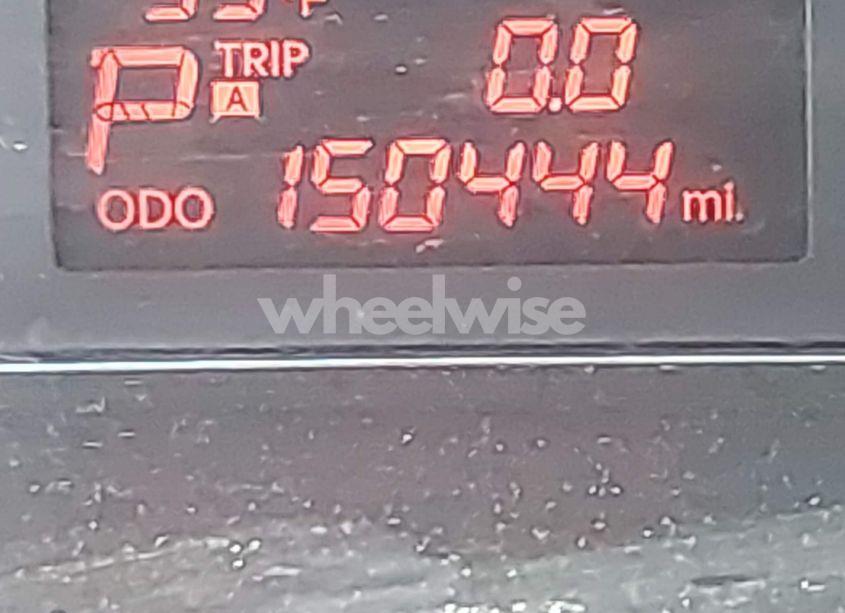 P TRIP A 0.0
ODO 150444 mi.
wheelwise